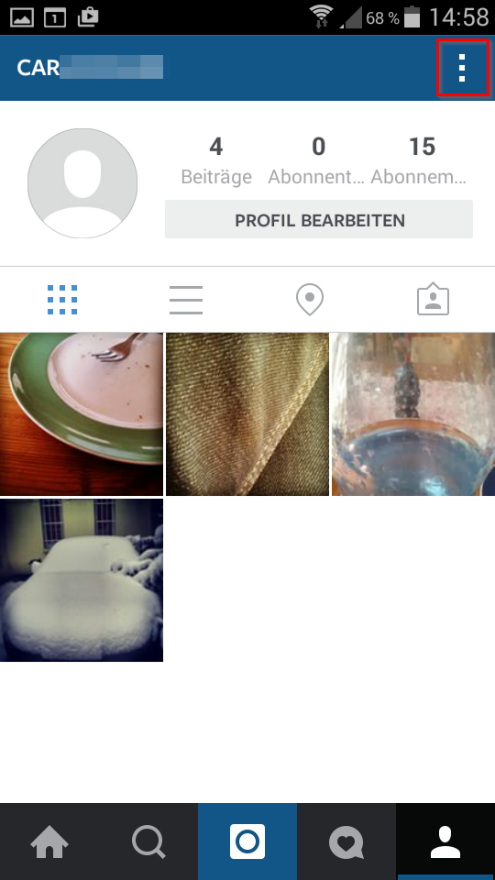 68 % 14:58
CAR
4 0 15
Beiträge Abonnent... Abonnem...
PROFIL BEARBEITEN